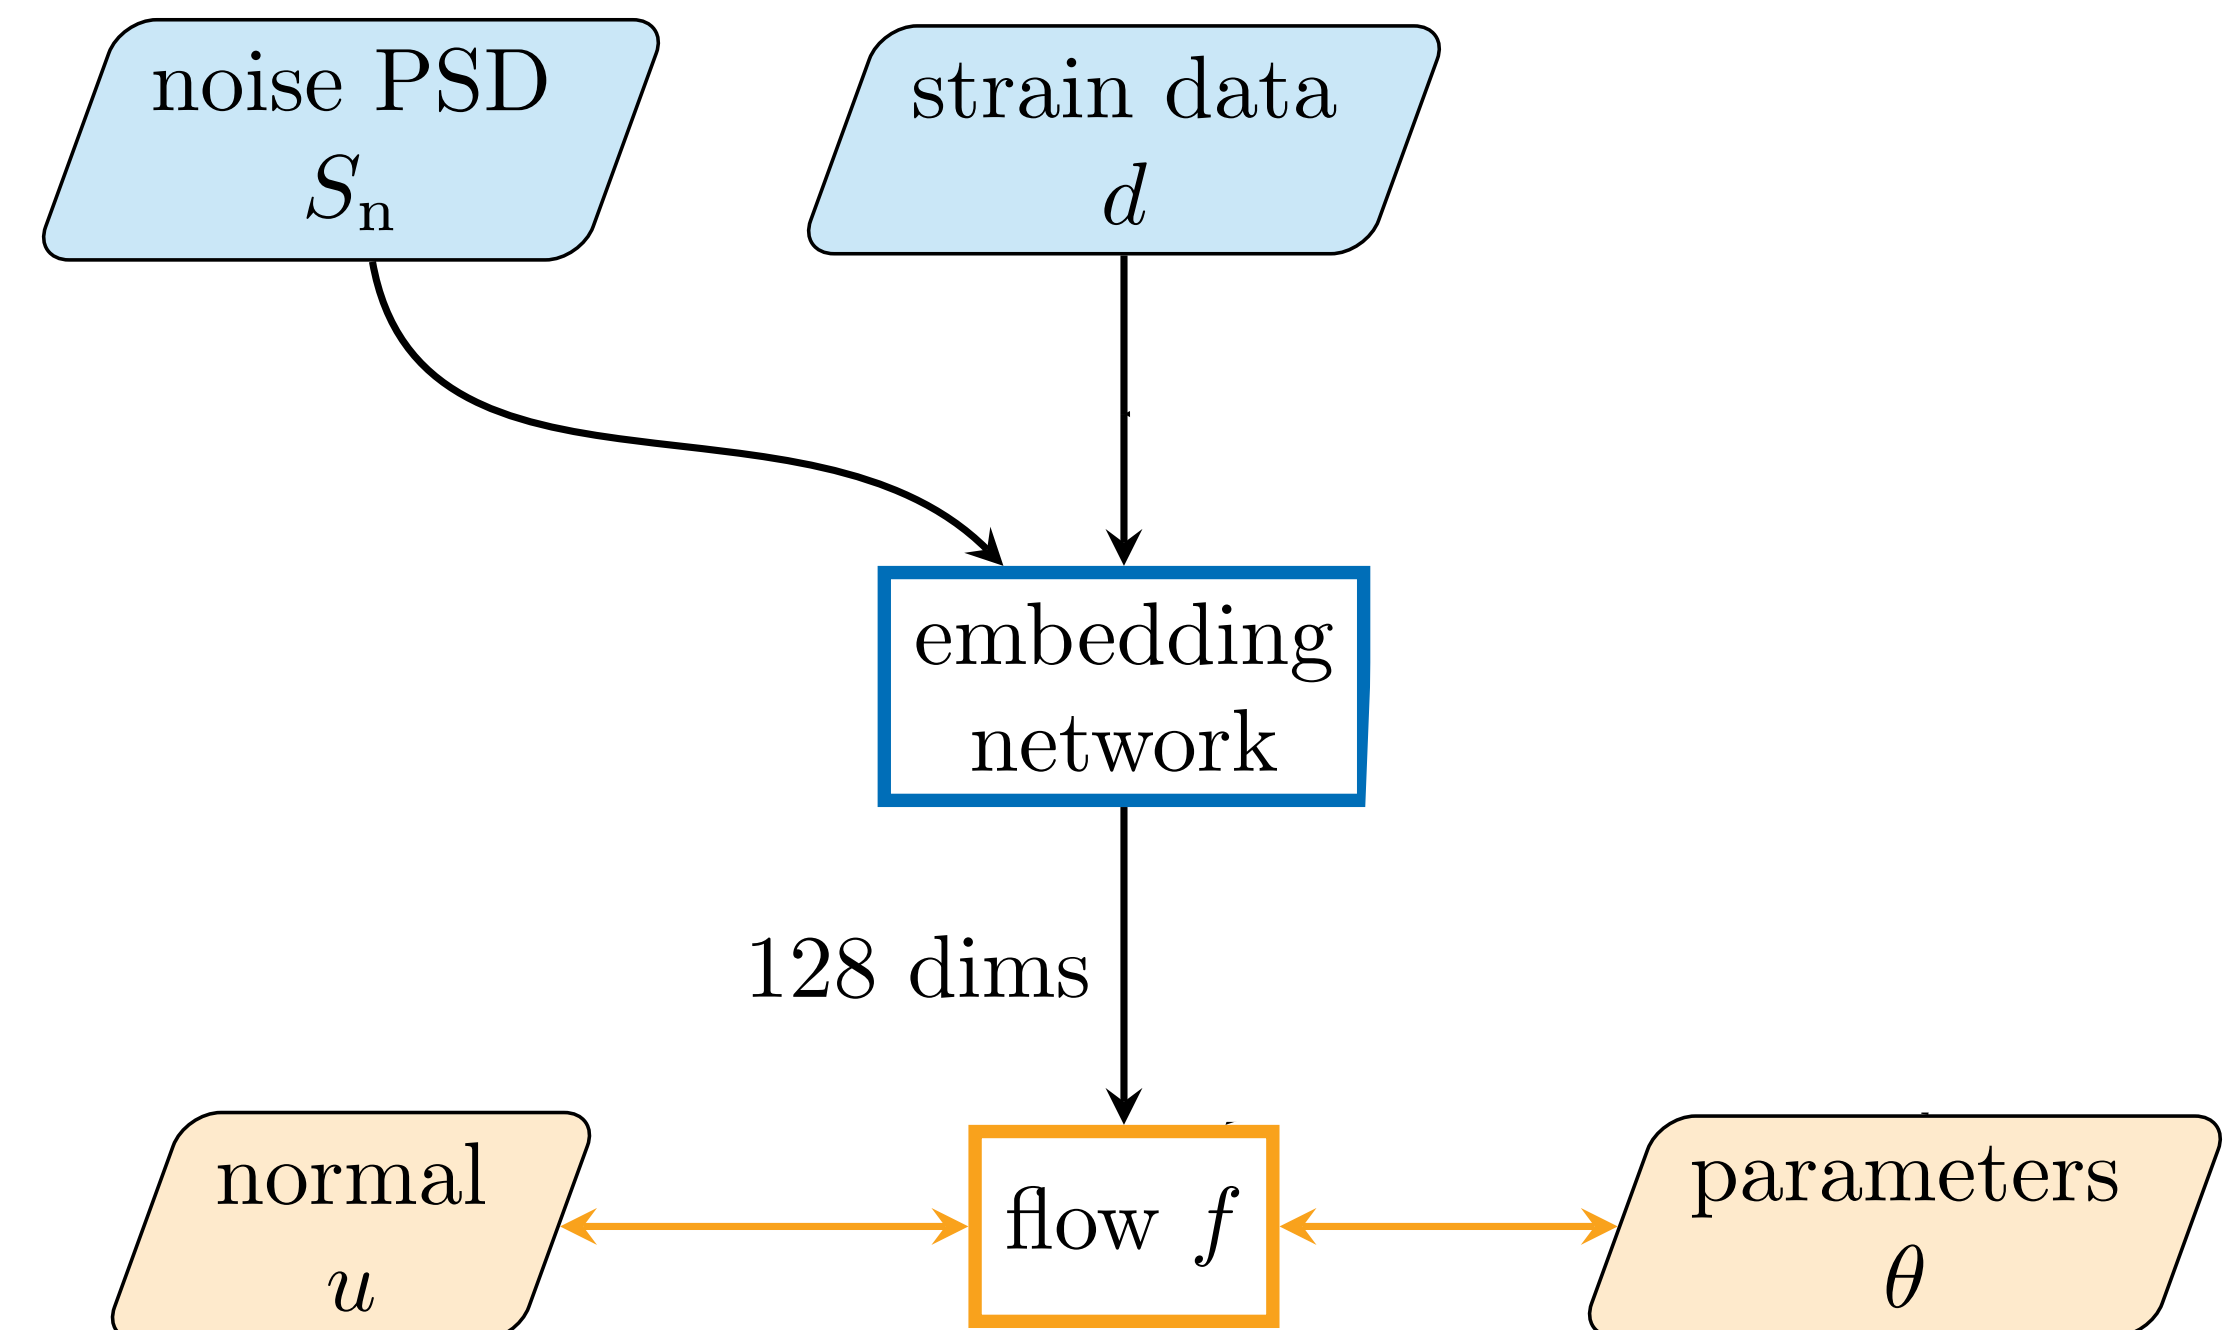 noise PSD
Sₙ
strain data
d
embedding
network
128 dims
normal
u
flow f
parameters
θ